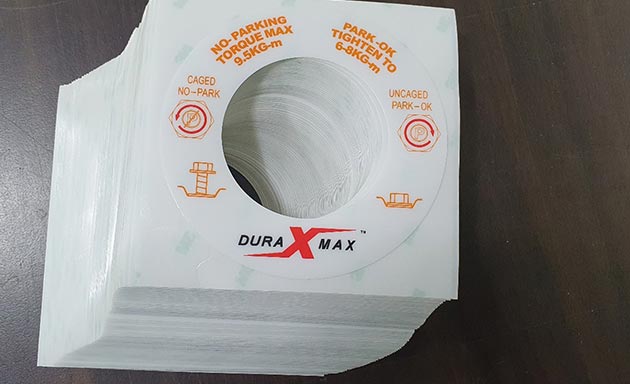 NO-PARKING
TORQUE MAX
9.5KG-m
PARK-OK
TIGHTEN TO
6-8KG-m
CAGED
NO-PARK
UNCAGED
PARK-OK
P
P
DURA X MAX ™